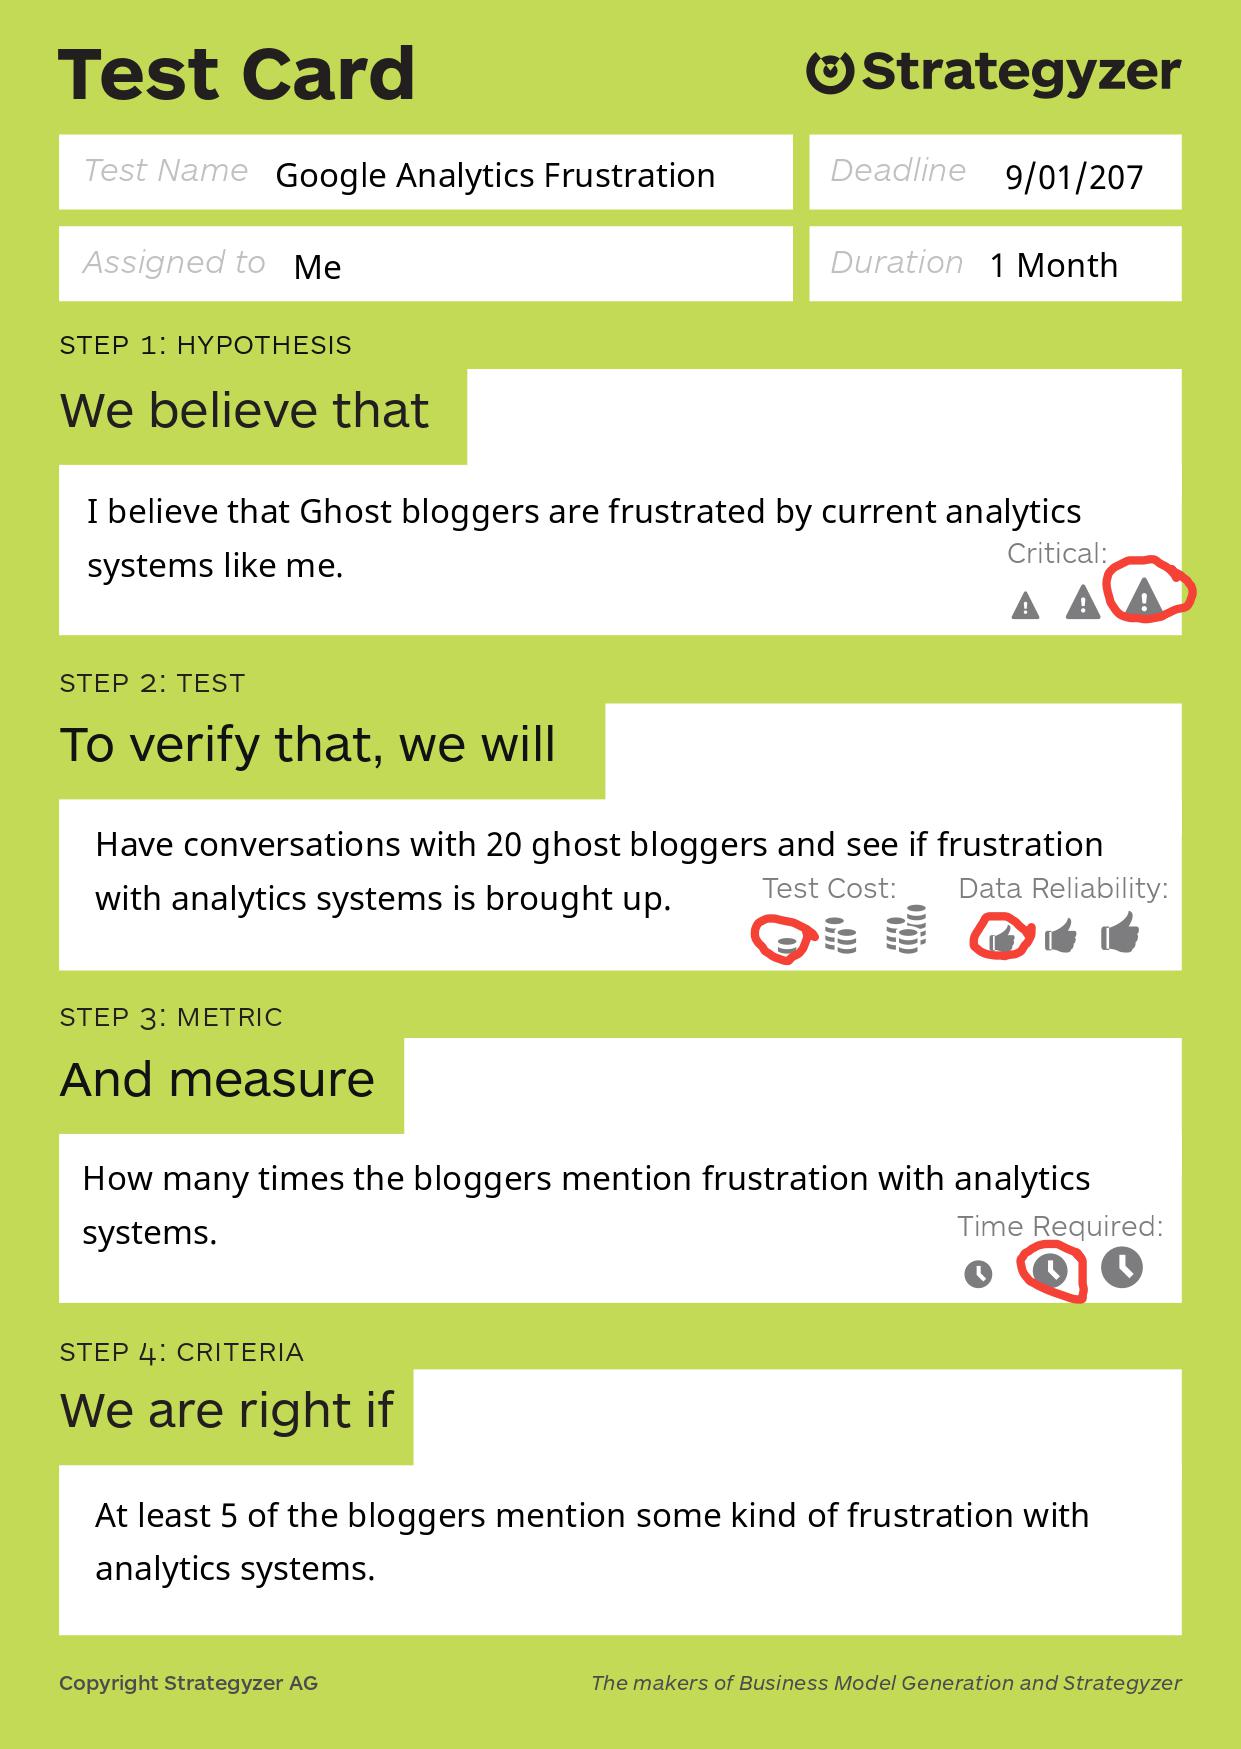 Test Card
Strategyzer
Test Name Google Analytics Frustration
Deadline 9/01/207
Assigned to Me
Duration 1 Month
STEP 1: HYPOTHESIS
We believe that
I believe that Ghost bloggers are frustrated by current analytics
systems like me.
Critical:
STEP 2: TEST
To verify that, we will
Have conversations with 20 ghost bloggers and see if frustration
with analytics systems is brought up.
Test Cost: Data Reliability:
STEP 3: METRIC
And measure
How many times the bloggers mention frustration with analytics
systems.
Time Required:
STEP 4: CRITERIA
We are right if
At least 5 of the bloggers mention some kind of frustration with
analytics systems.
Copyright Strategyzer AG
The makers of Business Model Generation and Strategyzer